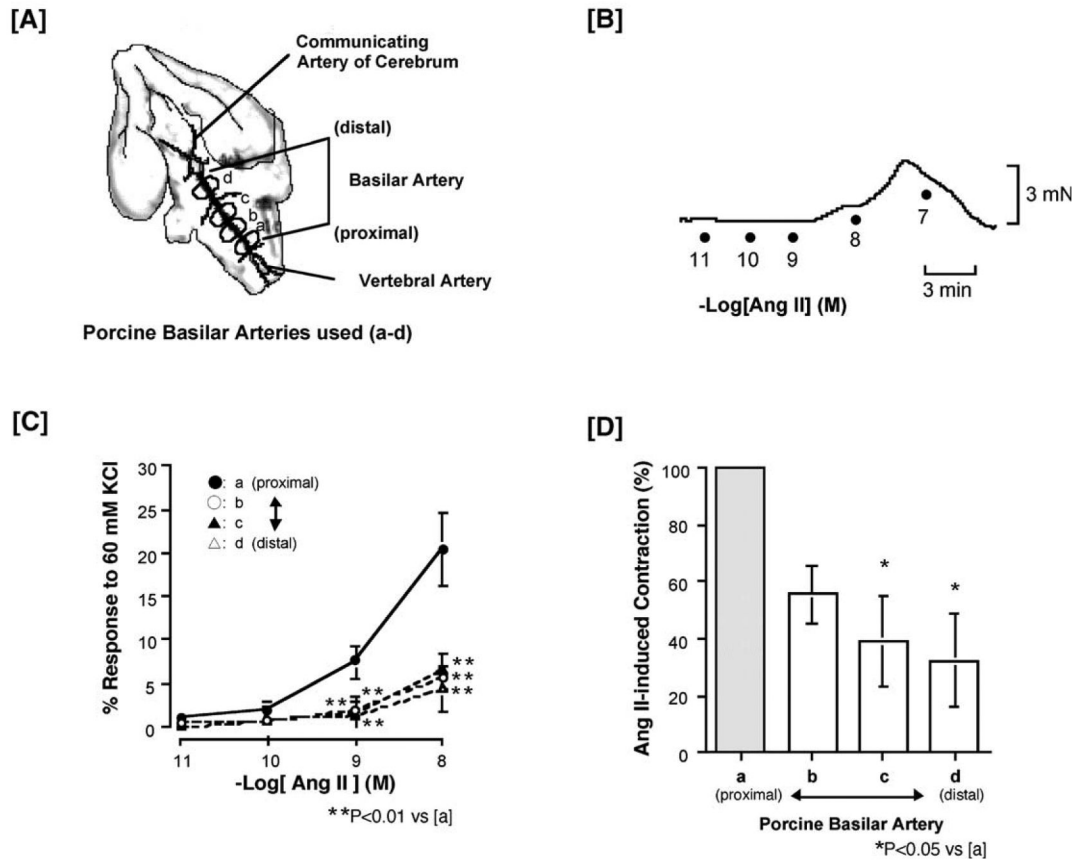 [A]
Communicating
Artery of Cerebrum
(distal)
d
Basilar Artery
c
b
a
(proximal)
Vertebral Artery
Porcine Basilar Arteries used (a-d)
[B]
3 mN
11
10
9
8
7
3 min
-Log[Ang II] (M)
[C]
% Response to 60 mM KCl
30
25
20
15
10
5
0
●: a (proximal)
○: b
▲: c
△: d (distal)
**
**
**
**
**
**
11
10
9
8
-Log[ Ang II ] (M)
**P<0.01 vs [a]
[D]
Ang II-induced Contraction (%)
100
80
60
40
20
0
*
*
a b c d
(proximal) (distal)
Porcine Basilar Artery
*P<0.05 vs [a]